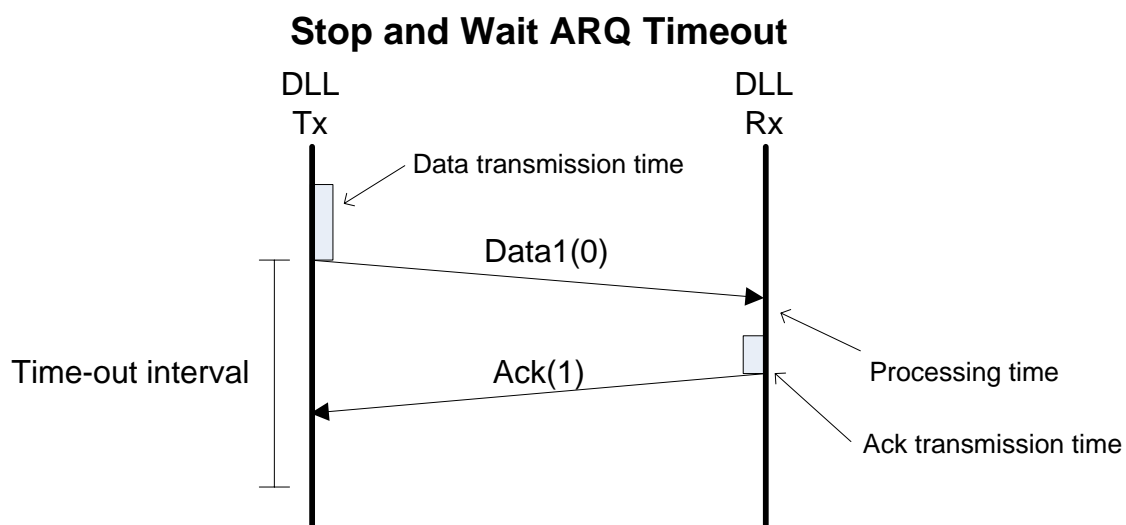 Stop and Wait ARQ Timeout
DLL
Tx
DLL
Rx
Data transmission time
Data1(0)
Time-out interval
Ack(1)
Processing time
Ack transmission time